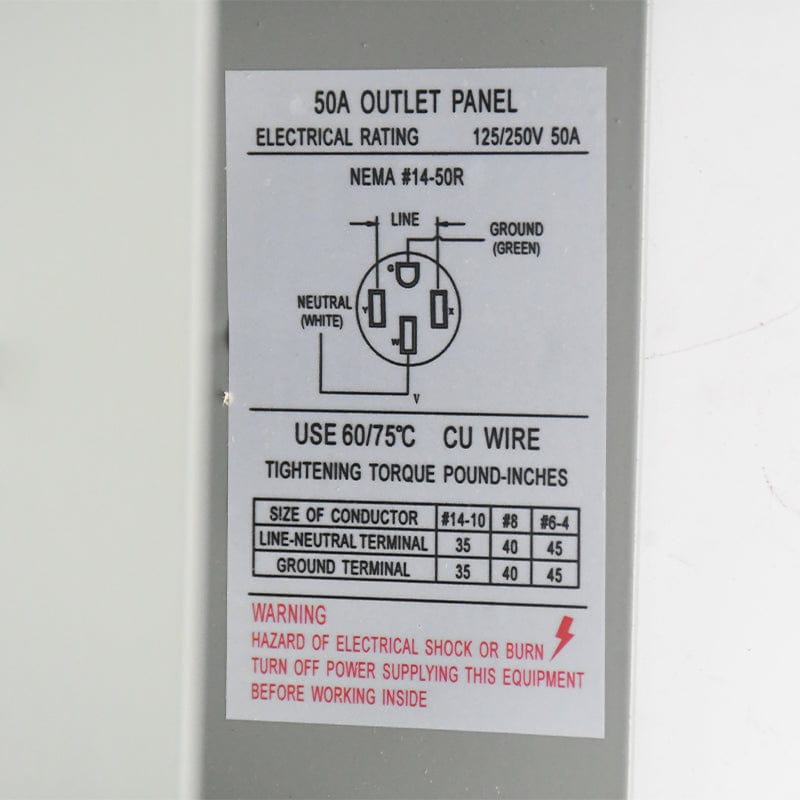 50A OUTLET PANEL
ELECTRICAL RATING 125/250V 50A
NEMA #14-50R
LINE
GROUND
(GREEN)
G
NEUTRAL
(WHITE)
Y
X
W
V
USE 60/75°C CU WIRE
TIGHTENING TORQUE POUND-INCHES
SIZE OF CONDUCTOR #14-10 #8 #6-4
LINE-NEUTRAL TERMINAL 35 40 45
GROUND TERMINAL 35 40 45
WARNING
HAZARD OF ELECTRICAL SHOCK OR BURN
TURN OFF POWER SUPPLYING THIS EQUIPMENT
BEFORE WORKING INSIDE